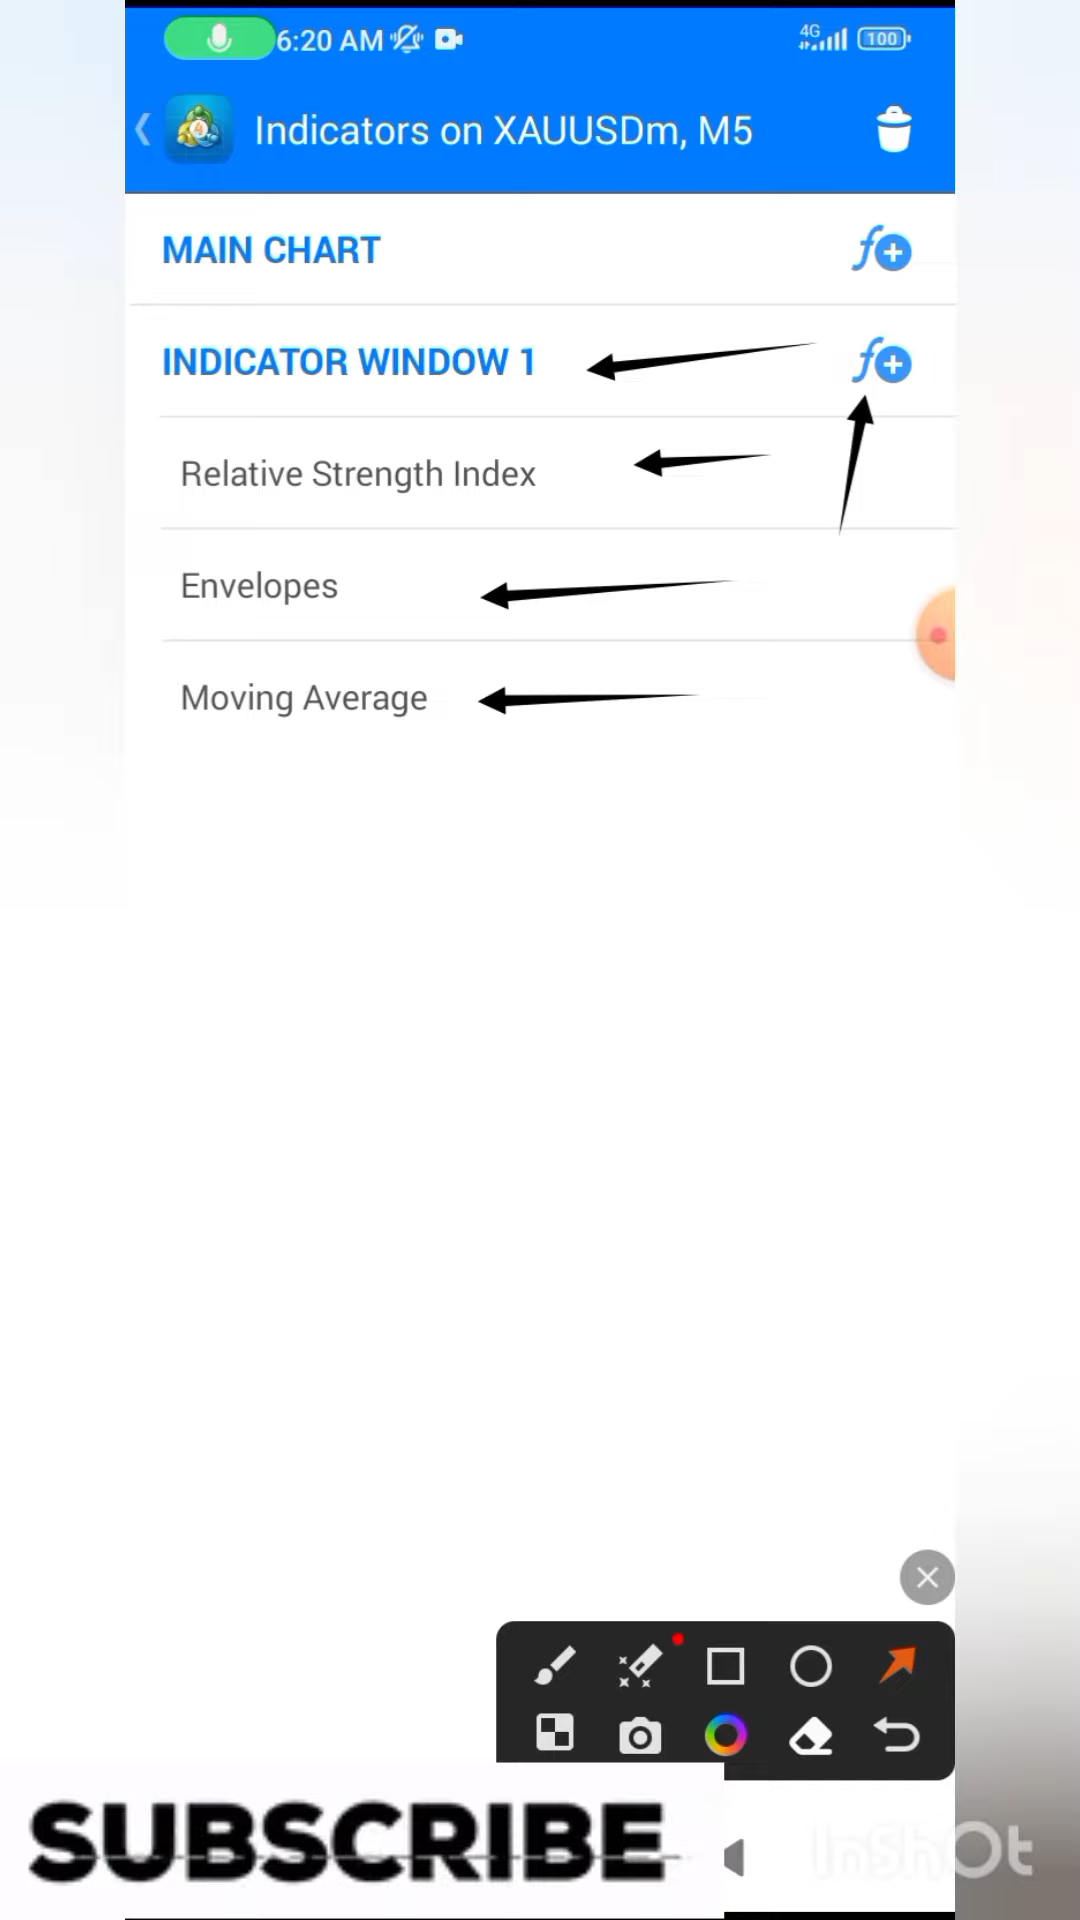 6:20 AM
4G
100
4
Indicators on XAUUSDm, M5
MAIN CHART
INDICATOR WINDOW 1
Relative Strength Index
Envelopes
Moving Average
SUBSCRIBE
InShOt